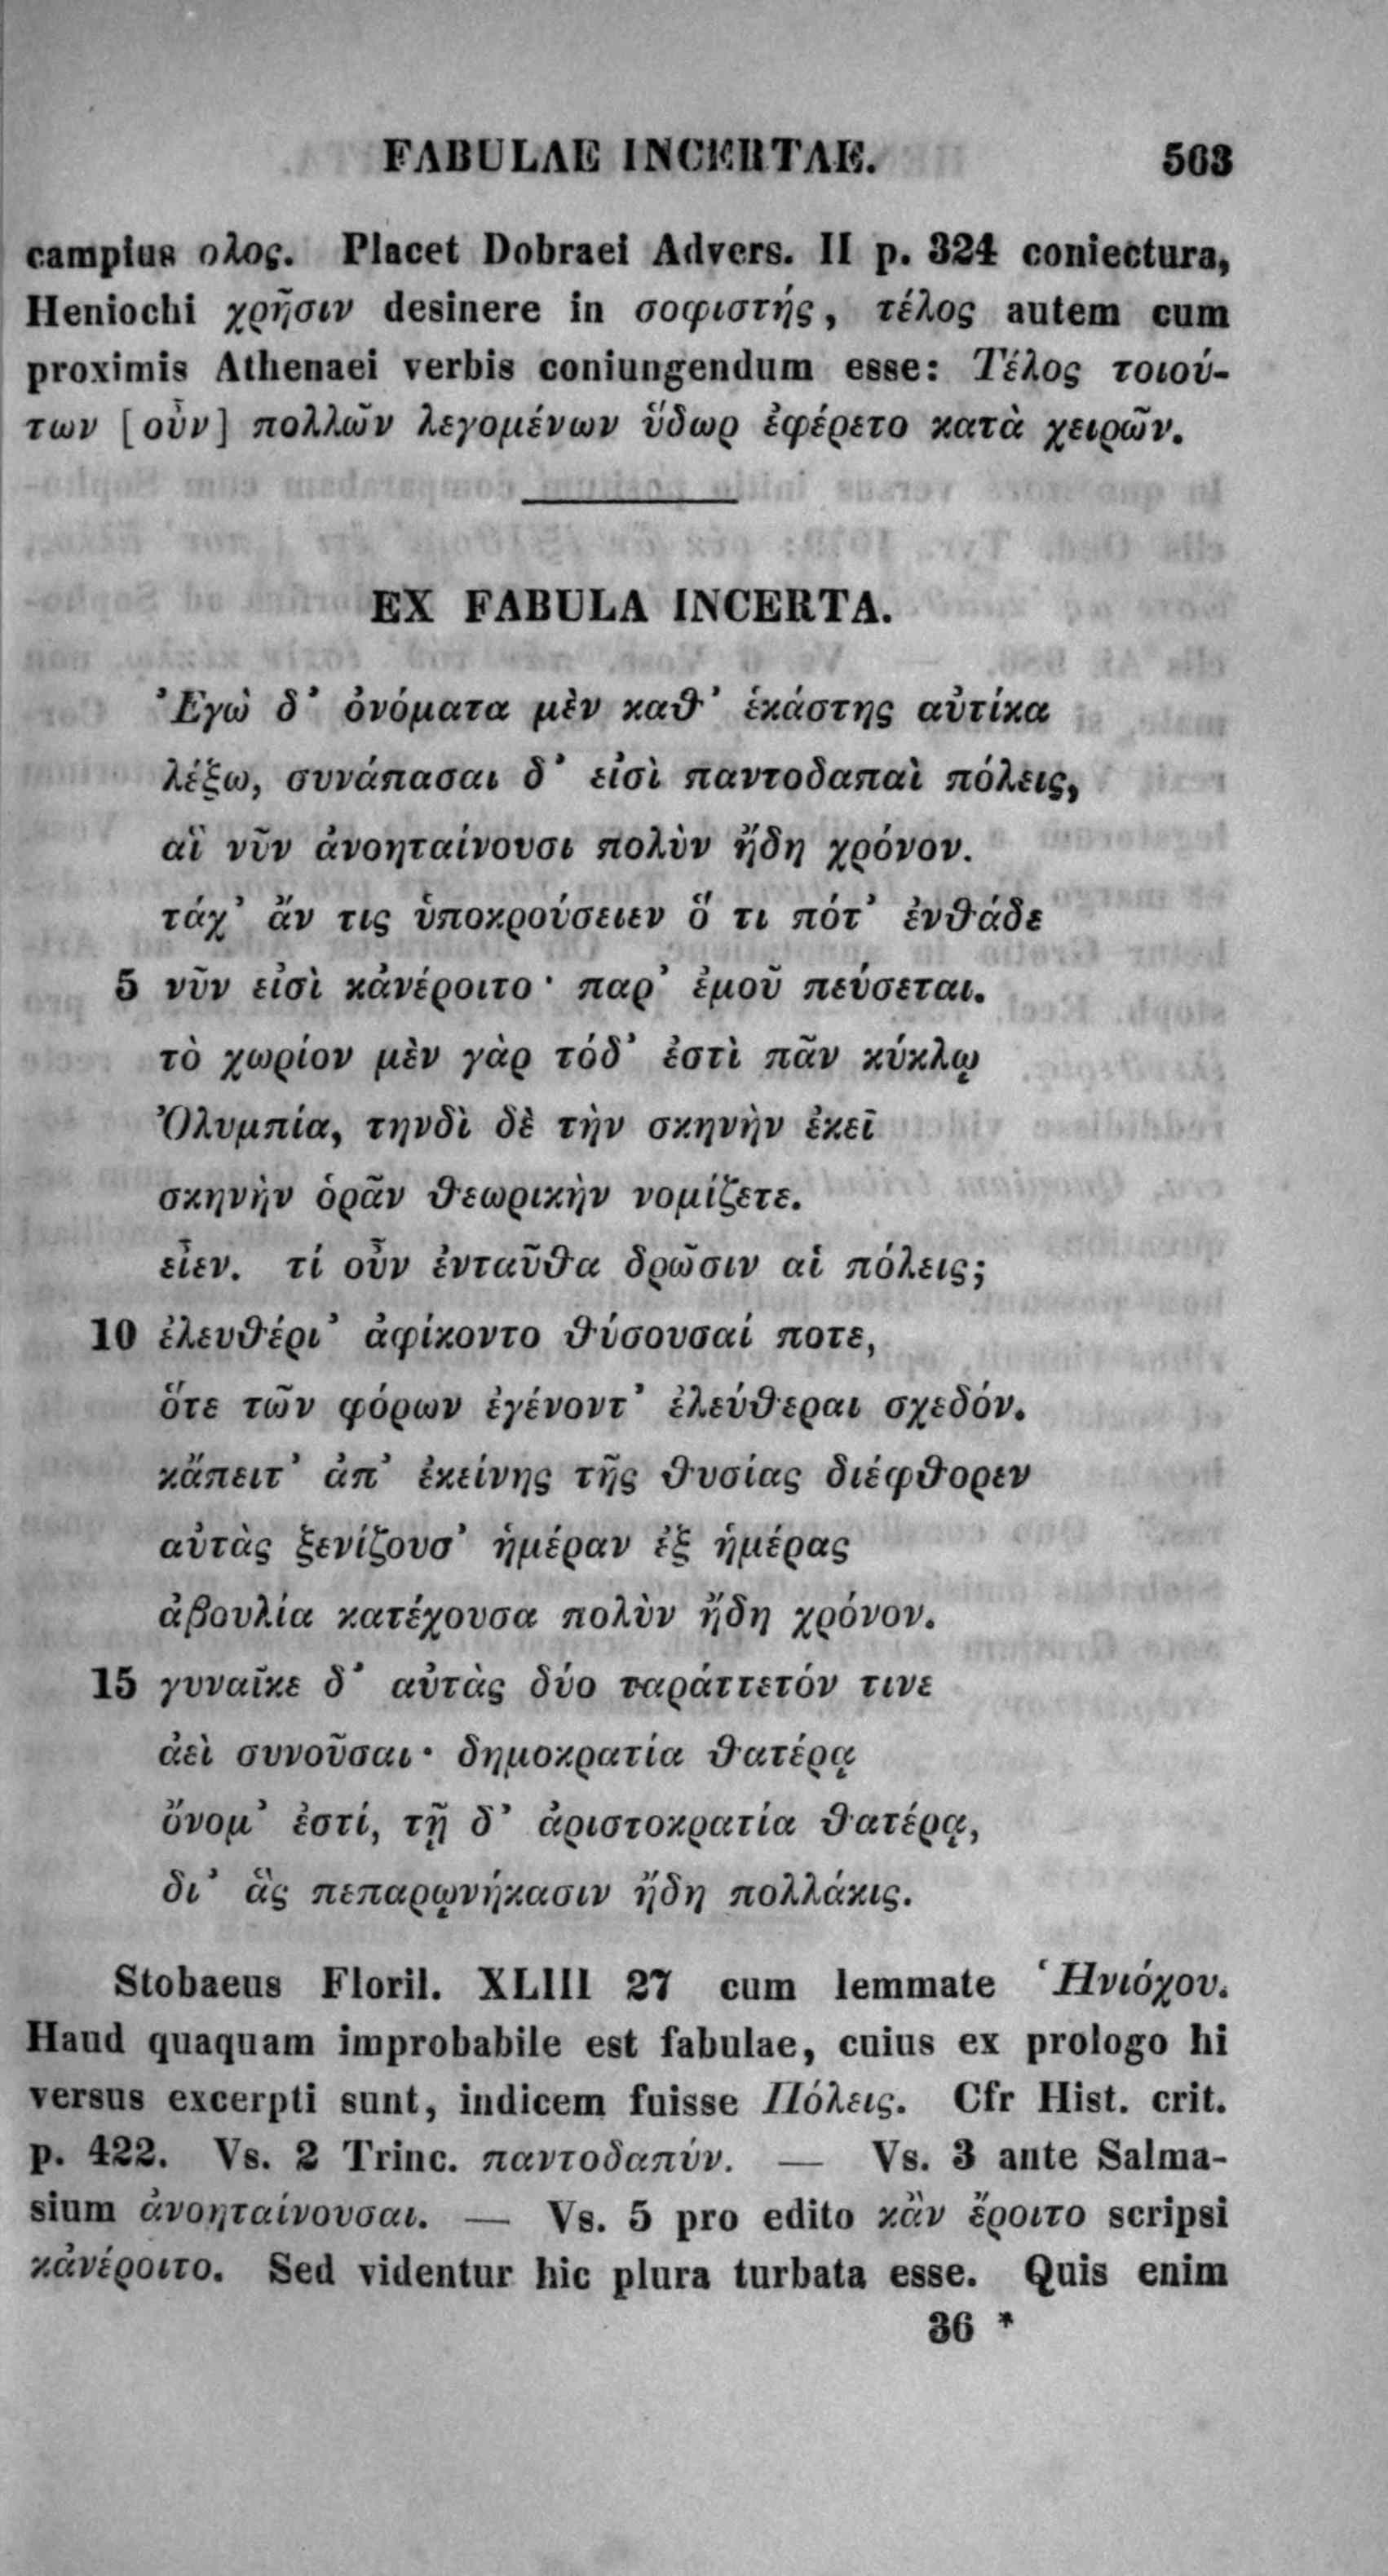 FABULAE INCERTAE. 503
campius ολος. Placet Dobraei Advers. II p. 324 coniectura,
Heniochi χρῆσιν desinere in σοφιστής, τέλος autem cum
proximis Athenaei verbis coniungendum esse: Τέλος τοιού-
των [οὖν] πολλῶν λεγομένων ὕδωρ ἐφέρετο κατὰ χειρῶν.
EX FABULA INCERTA.
Ἐγὼ δ’ ὀνόματα μὲν καθ’ ἑκάστης αὐτίκα
λέξω, συνάπασαι δ’ εἰσὶ παντοδαπαὶ πόλεις,
αἳ νῦν ἀνοηταίνουσι πολὺν ἤδη χρόνον.
τάχ’ ἄν τις ὑποκρούσειεν ὅ τι πότ’ ἐνθάδε
5 νῦν εἰσὶ κἀνέροιτο· παρ’ ἐμοῦ πεύσεται.
τὸ χωρίον μὲν γὰρ τόδ’ ἐστὶ πᾶν κύκλῳ
Ὀλυμπία, τηνδὶ δὲ τὴν σκηνὴν ἐκεῖ
σκηνὴν ὁρᾶν θεωρικὴν νομίζετε.
εἶεν. τί οὖν ἐνταῦθα δρῶσιν αἱ πόλεις;
10 ἐλευθέρι’ ἀφίκοντο θύσουσαί ποτε,
ὅτε τῶν φόρων ἐγένοντ’ ἐλεύθεραι σχεδόν.
κἄπειτ’ ἀπ’ ἐκείνης τῆς θυσίας διέφθορεν
αὐτὰς ξενίζουσ’ ἡμέραν ἐξ ἡμέρας
ἀβουλία κατέχουσα πολὺν ἤδη χρόνον.
15 γυναῖκε δ’ αὐτὰς δύο ταράττετόν τινε
ἀεὶ συνοῦσαι· δημοκρατία θατέρᾳ
ὄνομ’ ἐστί, τῇ δ’ ἀριστοκρατία θατέρᾳ,
δι’ ἃς πεπαρῳνήκασιν ἤδη πολλάκις.
Stobaeus Floril. XLIII 27 cum lemmate Ἡνιόχου.
Haud quaquam improbabile est fabulae, cuius ex prologo hi
versus excerpti sunt, indicem fuisse Πόλεις. Cfr Hist. crit.
p. 422. Vs. 2 Trinc. παντοδαπύν. — Vs. 3 ante Salma-
sium ἀνοηταίνουσαι. — Vs. 5 pro edito κἂν ἔροιτο scripsi
κἀνέροιτο. Sed videntur hic plura turbata esse. Quis enim
36 *